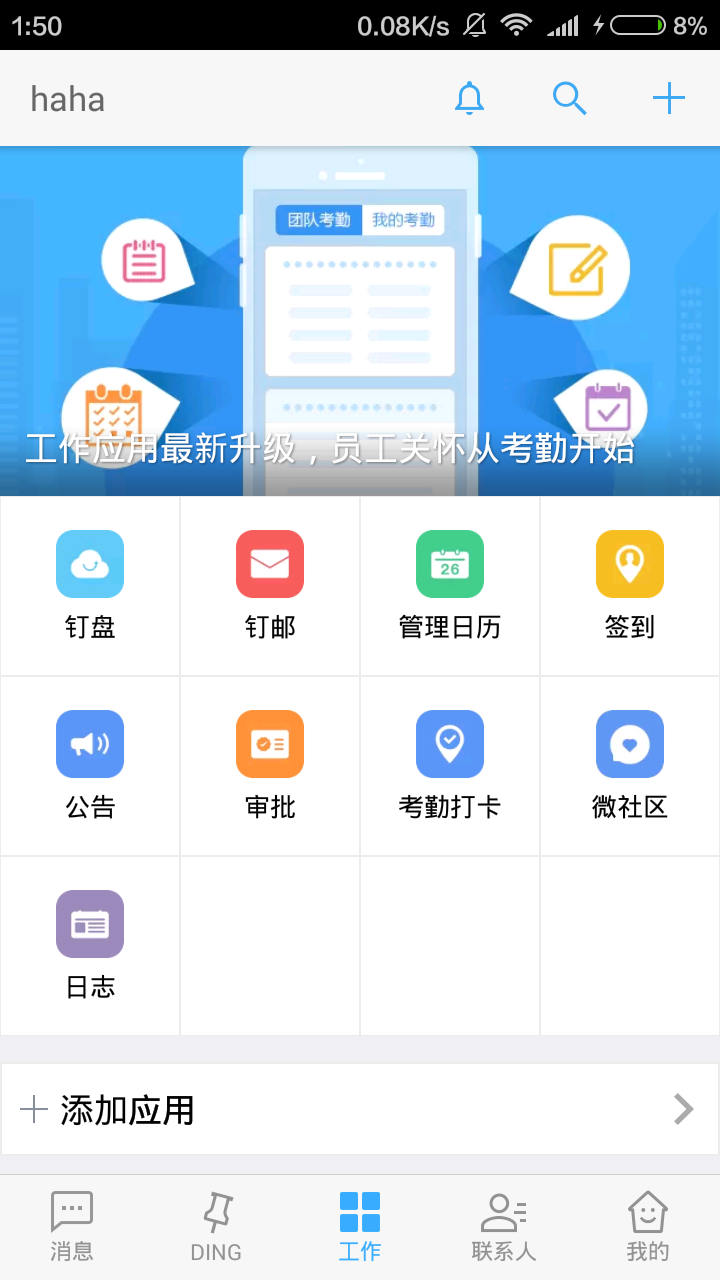 1:50 0.08K/s 8%
haha
团队考勤 我的考勤
工作应用最新升级，员工关怀从考勤开始
钉盘 钉邮 26 管理日历 签到
公告 审批 考勤打卡 微社区
日志
添加应用
消息 DING 工作 联系人 我的